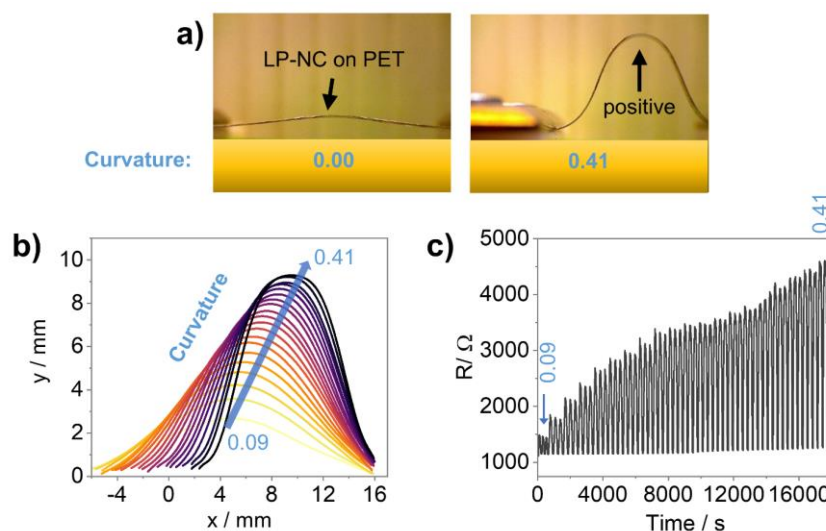 a)
LP-NC on PET
positive
Curvature:
0.00
0.41
b)
10
8
6
4
2
0
y / mm
Curvature
0.41
0.09
-4
0
4
8
12
16
x / mm
c)
0.41
5000
4000
3000
2000
1000
R/ Ω
0.09
0
4000
8000
12000
16000
Time / s